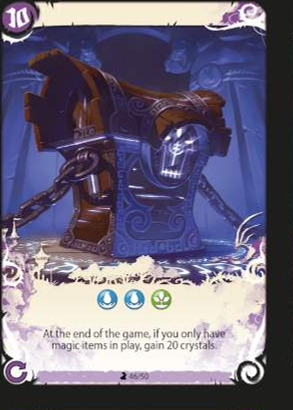 10
At the end of the game, if you only have
magic items in play, gain 20 crystals.
46/50